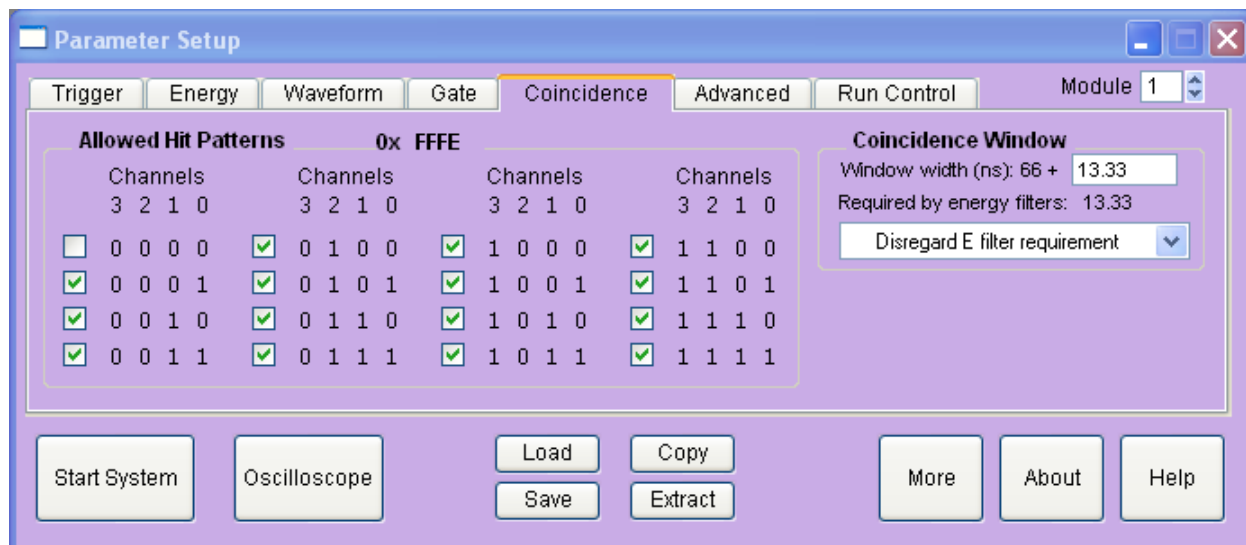 Parameter Setup
Trigger Energy Waveform Gate Coincidence Advanced Run Control Module 1
Allowed Hit Patterns 0x FFFE
Channels Channels Channels Channels
3 2 1 0 3 2 1 0 3 2 1 0 3 2 1 0
0 0 0 0 0 1 0 0 1 0 0 0 1 1 0 0
0 0 0 1 0 1 0 1 1 0 0 1 1 1 0 1
0 0 1 0 0 1 1 0 1 0 1 0 1 1 1 0
0 0 1 1 0 1 1 1 1 0 1 1 1 1 1 1
Coincidence Window
Window width (ns): 66 + 13.33
Required by energy filters: 13.33
Disregard E filter requirement
Start System Oscilloscope Load Copy More About Help
Save Extract